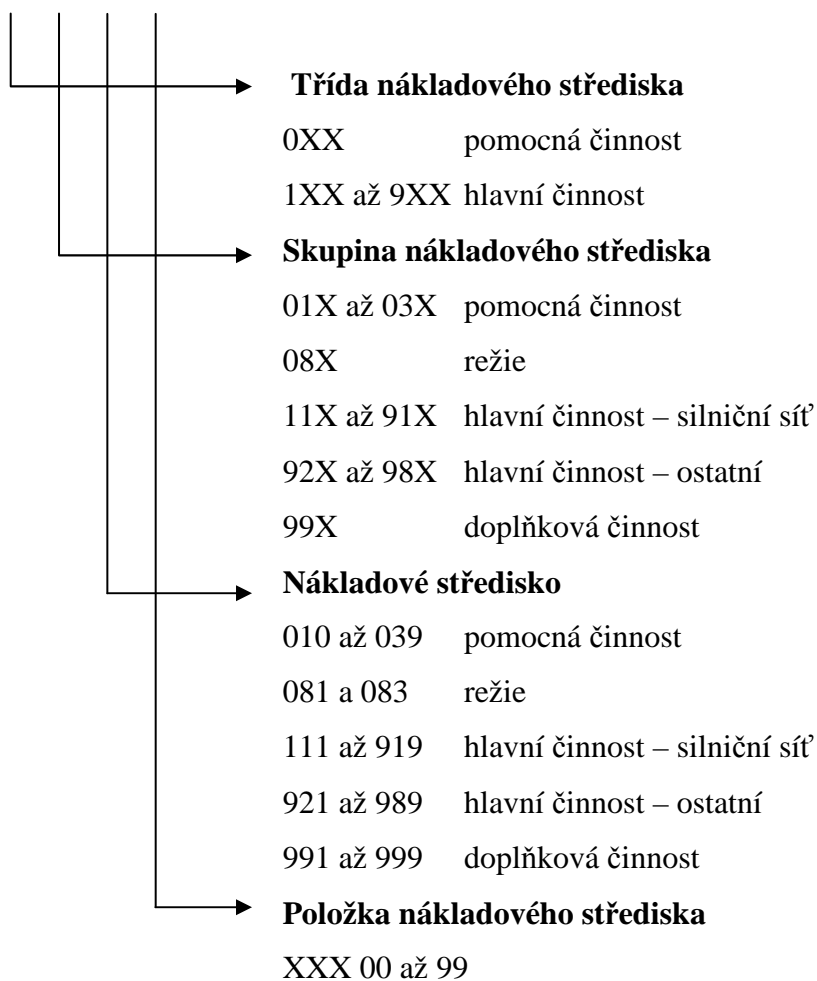 Třída nákladového střediska
0XX pomocná činnost
1XX až 9XX hlavní činnost
Skupina nákladového střediska
01X až 03X pomocná činnost
08X režie
11X až 91X hlavní činnost – silniční síť
92X až 98X hlavní činnost – ostatní
99X doplňková činnost
Nákladové středisko
010 až 039 pomocná činnost
081 a 083 režie
111 až 919 hlavní činnost – silniční síť
921 až 989 hlavní činnost – ostatní
991 až 999 doplňková činnost
Položka nákladového střediska
XXX 00 až 99